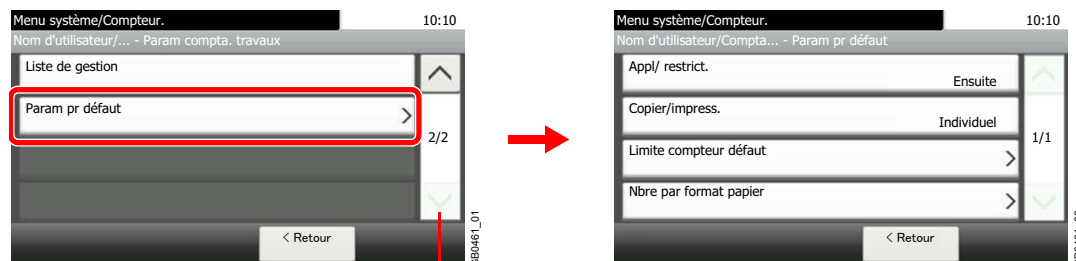 Menu système/Compteur.
10:10
Nom d'utilisateur/... - Param compta. travaux
Liste de gestion
Param pr défaut
2/2
< Retour
GB0461_01
Menu système/Compteur.
10:10
Nom d'utilisateur/Compta... - Param pr défaut
Appl/ restrict.
Ensuite
Copier/impress.
Individuel
1/1
Limite compteur défaut
Nbre par format papier
< Retour